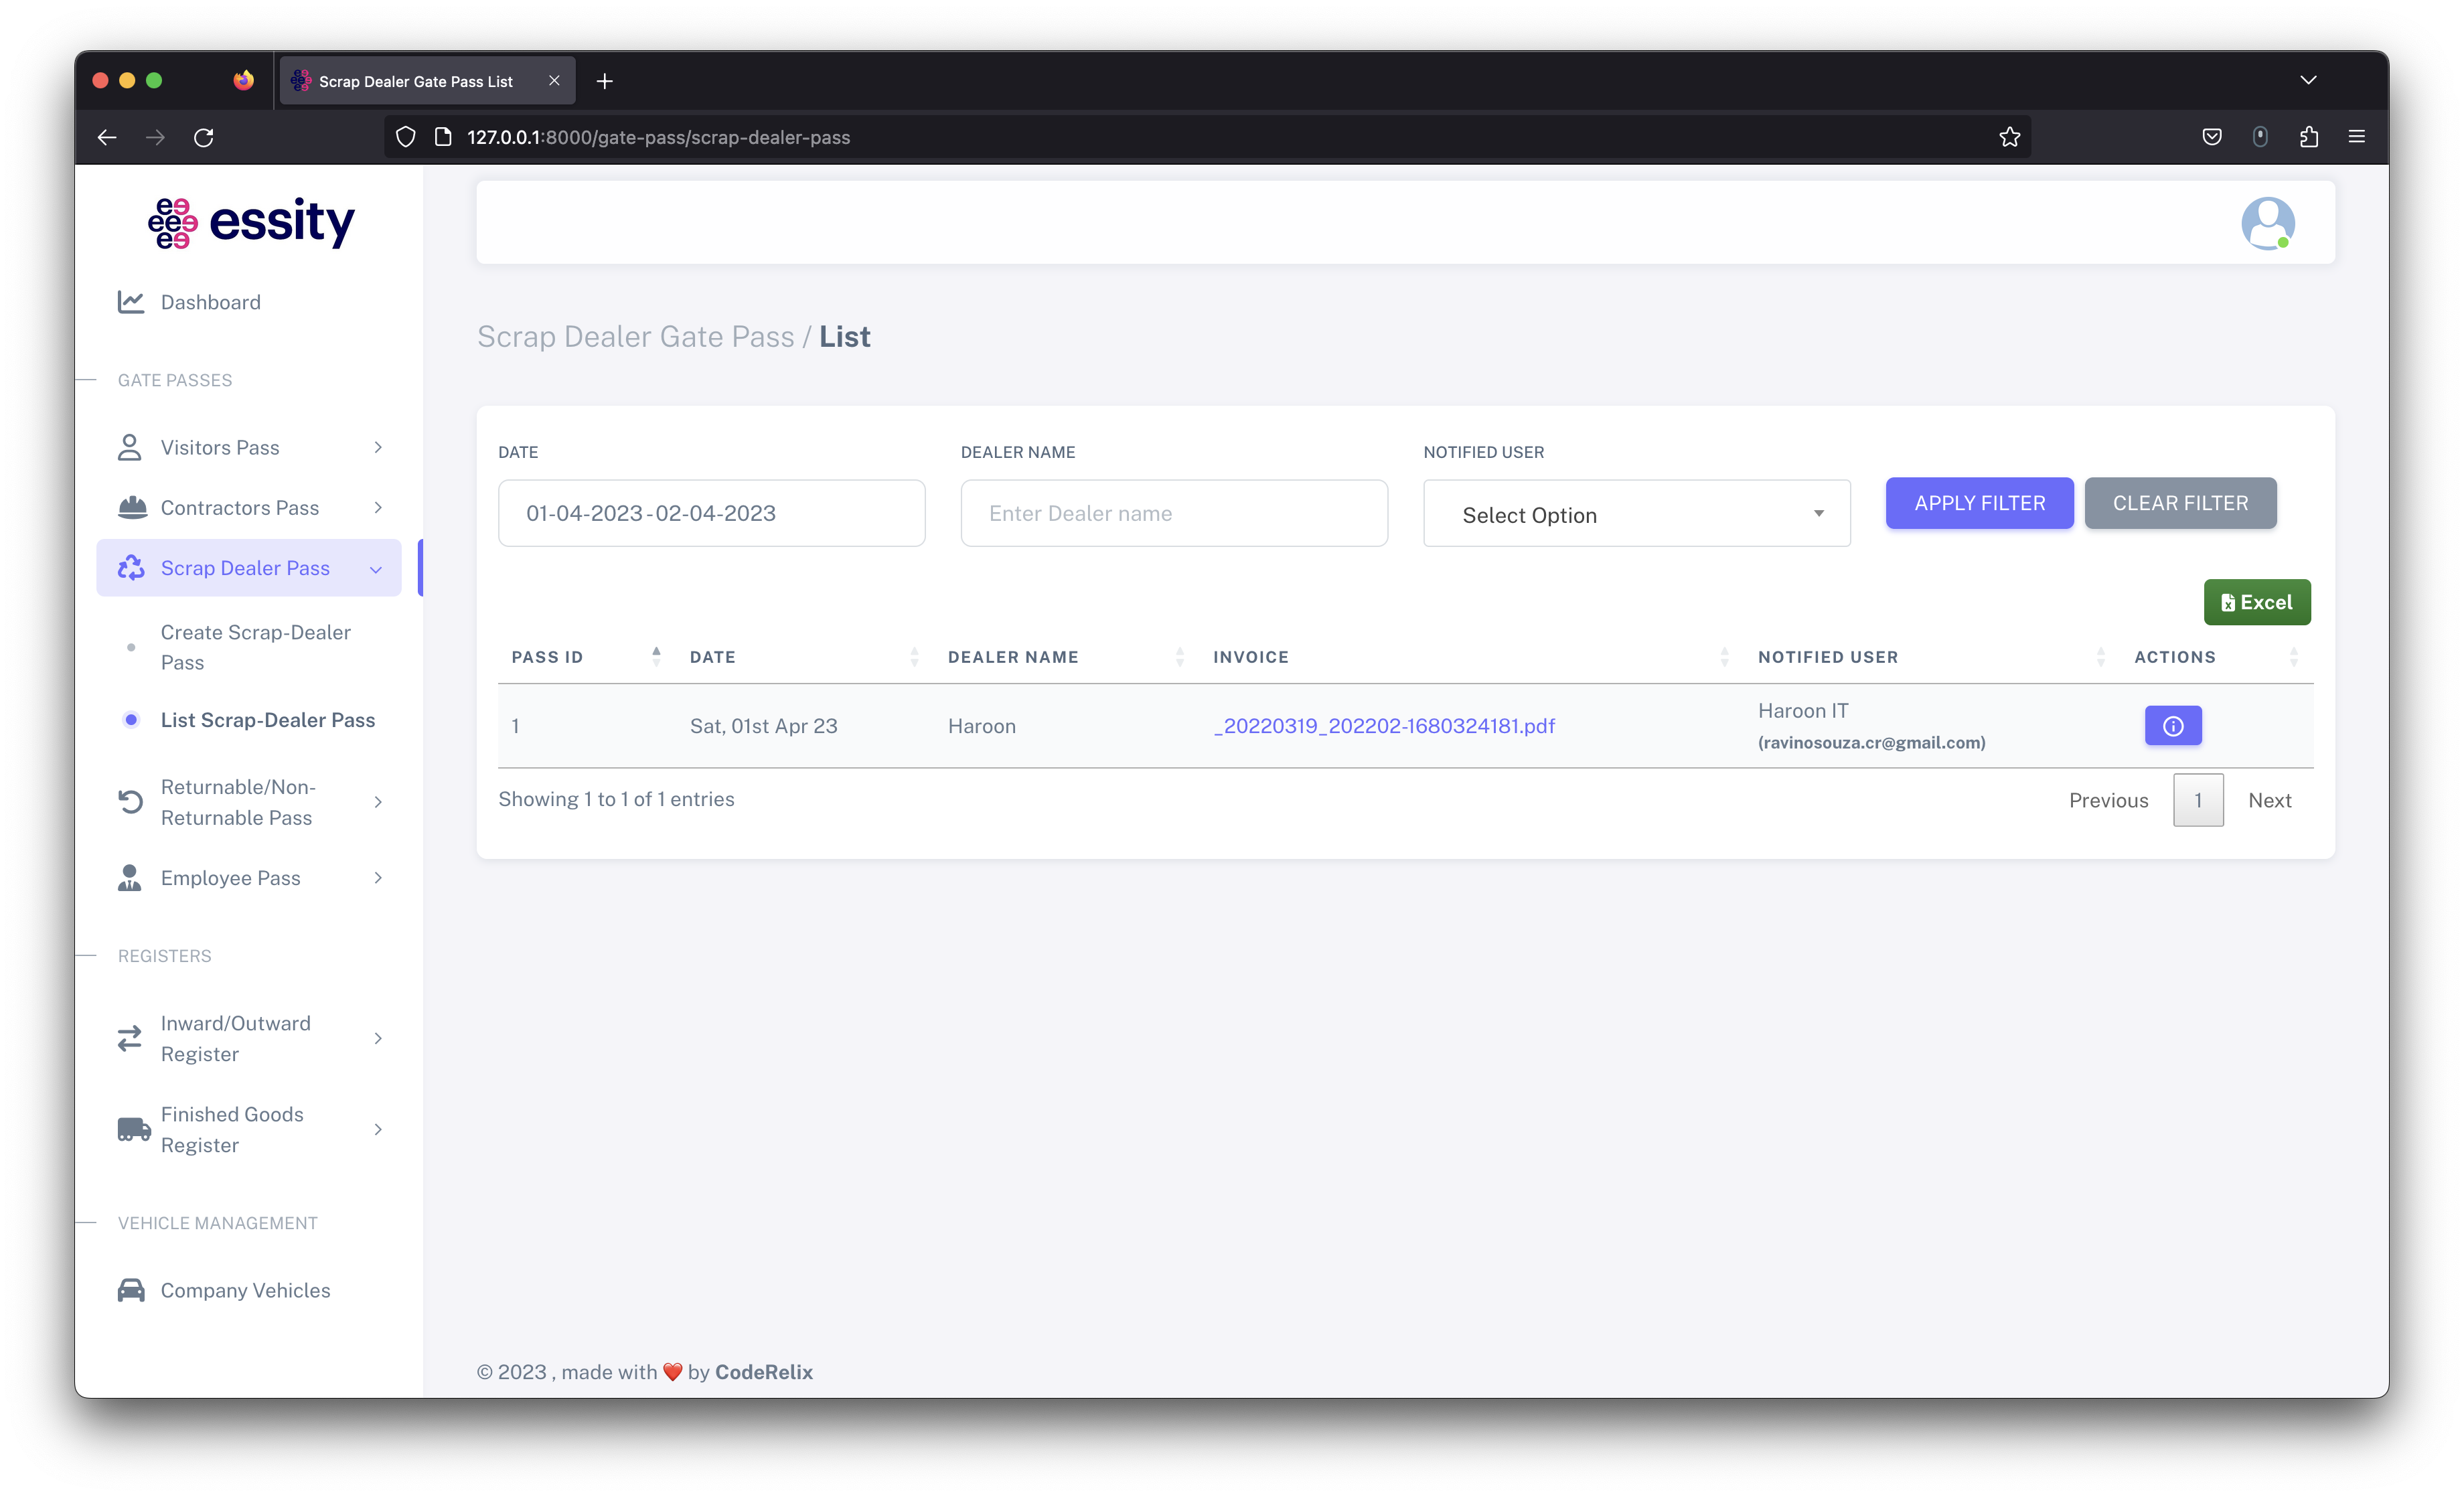 Scrap Dealer Gate Pass List
127.0.0.1:8000/gate-pass/scrap-dealer-pass
essity
Dashboard
GATE PASSES
Visitors Pass
Contractors Pass
Scrap Dealer Pass
Create Scrap-Dealer
Pass
List Scrap-Dealer Pass
Returnable/Non-
Returnable Pass
Employee Pass
REGISTERS
Inward/Outward
Register
Finished Goods
Register
VEHICLE MANAGEMENT
Company Vehicles
Scrap Dealer Gate Pass / List
DATE DEALER NAME NOTIFIED USER
01-04-2023 - 02-04-2023 Enter Dealer name Select Option APPLY FILTER CLEAR FILTER
Excel
PASS ID DATE DEALER NAME INVOICE NOTIFIED USER ACTIONS
1 Sat, 01st Apr 23 Haroon _20220319_202202-1680324181.pdf Haroon IT
(ravinosouza.cr@gmail.com)
Showing 1 to 1 of 1 entries Previous 1 Next
© 2023 , made with ❤️ by CodeRelix